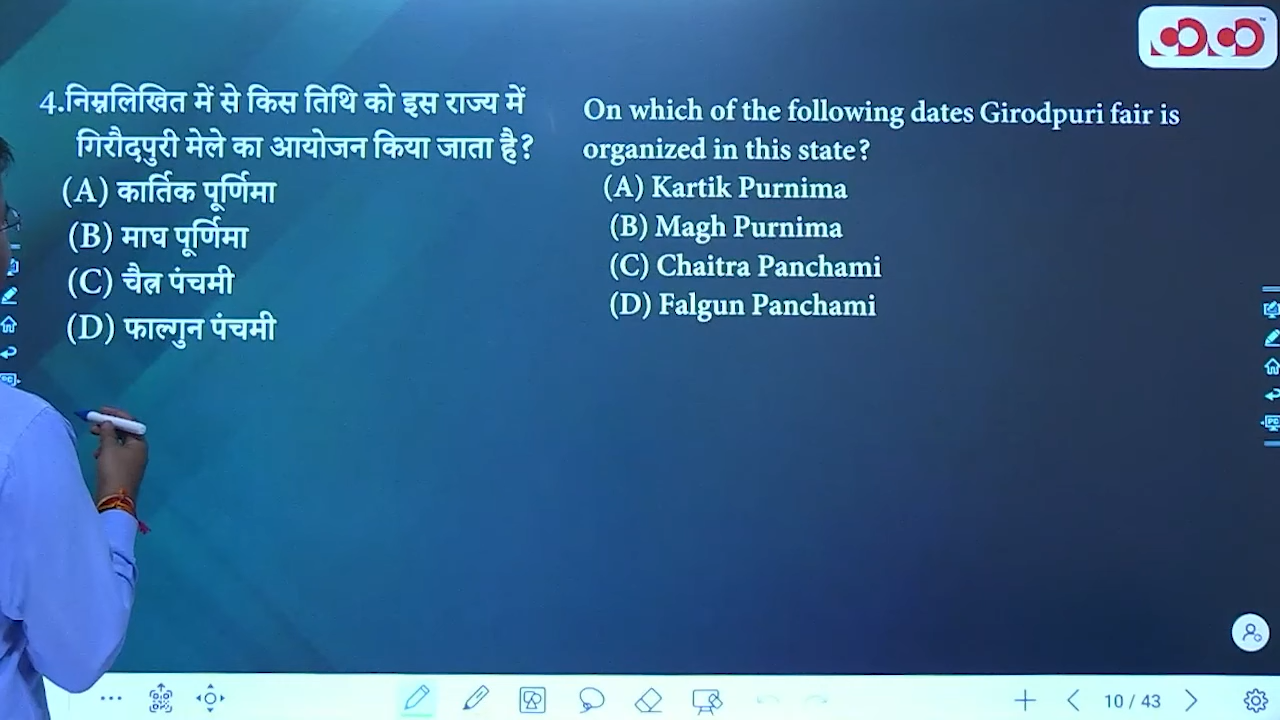 4.निम्नलिखित में से किस तिथि को इस राज्य में
गिरौदपुरी मेले का आयोजन किया जाता है?
(A) कार्तिक पूर्णिमा
(B) माघ पूर्णिमा
(C) चैत्र पंचमी
(D) फाल्गुन पंचमी
On which of the following dates Girodpuri fair is
organized in this state?
(A) Kartik Purnima
(B) Magh Purnima
(C) Chaitra Panchami
(D) Falgun Panchami
10 / 43